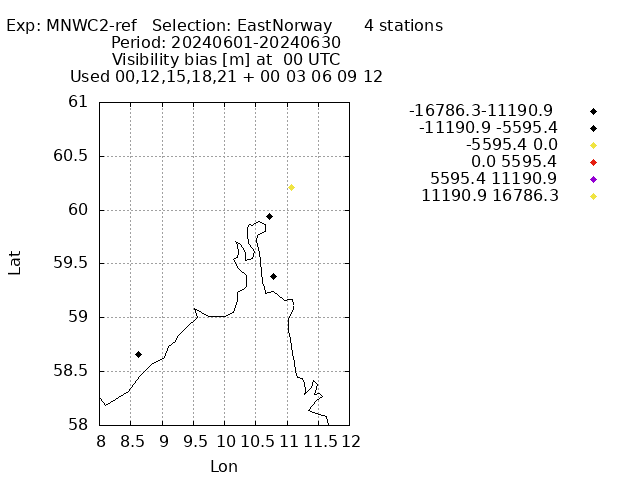 Exp: MNWC2-ref Selection: EastNorway 4 stations
Period: 20240601-20240630
Visibility bias [m] at 00 UTC
Used 00,12,15,18,21 + 00 03 06 09 12
61
60.5
60
59.5
59
58.5
58
Lat
8 8.5 9 9.5 10 10.5 11 11.5 12
Lon
-16786.3-11190.9
-11190.9 -5595.4
-5595.4 0.0
0.0 5595.4
5595.4 11190.9
11190.9 16786.3